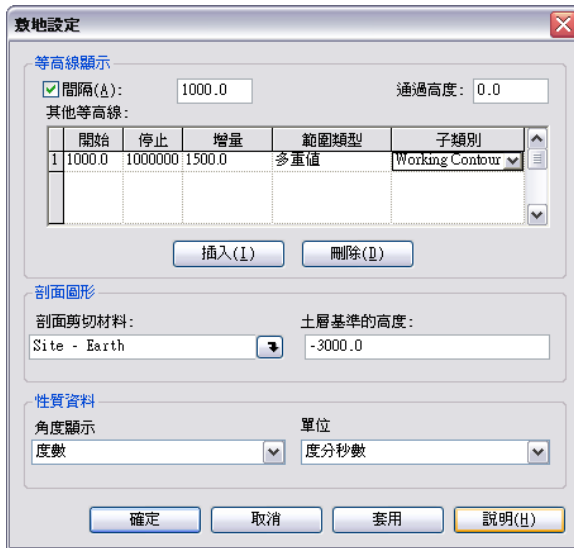 敷地設定
等高線顯示
間隔(A): 1000.0 通過高度: 0.0
其他等高線:
開始 停止 增量 範圍類型 子類別
1 1000.0 1000000 1500.0 多重值 Working Contour
插入(I) 刪除(D)
剖面圖形
剖面剪切材料: 土層基準的高度:
Site - Earth -3000.0
性質資料
角度顯示 單位
度數 度分秒數
確定 取消 套用 說明(H)